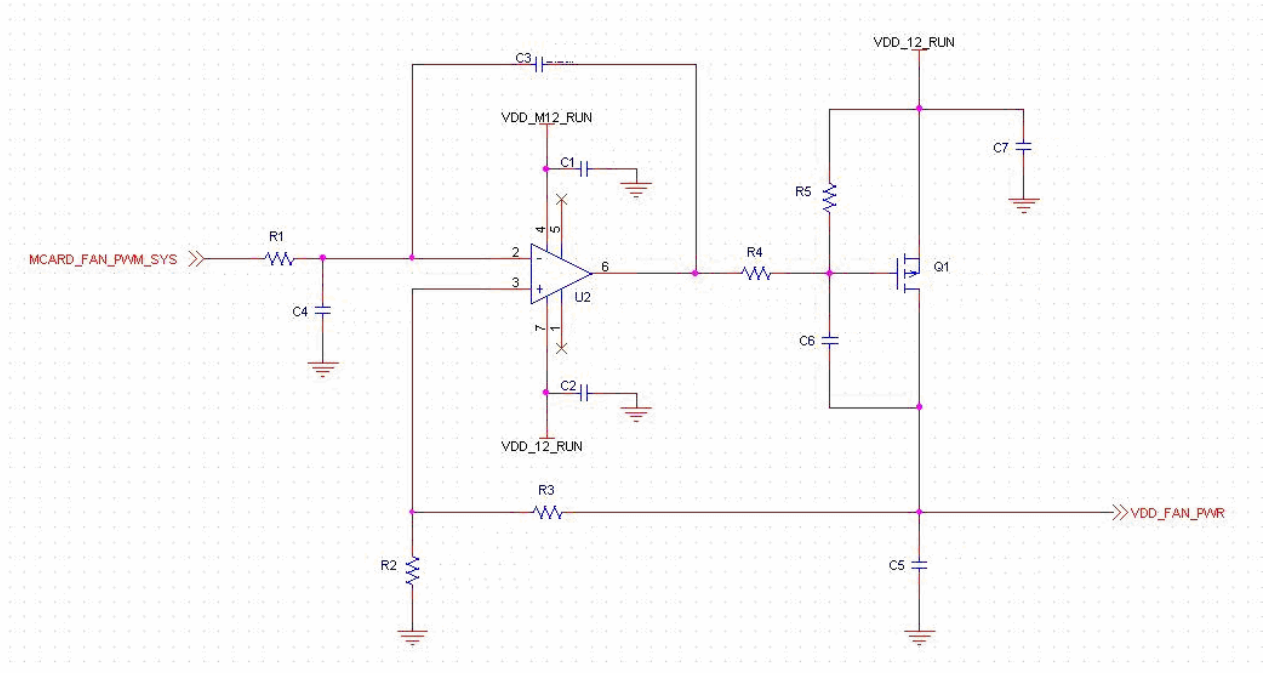 VDD_12_RUN
C3
VDD_M12_RUN
C7
C1
R5
4
5
R1
R4
2
6
MCARD_FAN_PWM_SYS
Q1
3
U2
C4
7
1
C6
C2
VDD_12_RUN
R3
VDD_FAN_PWR
R2
C5